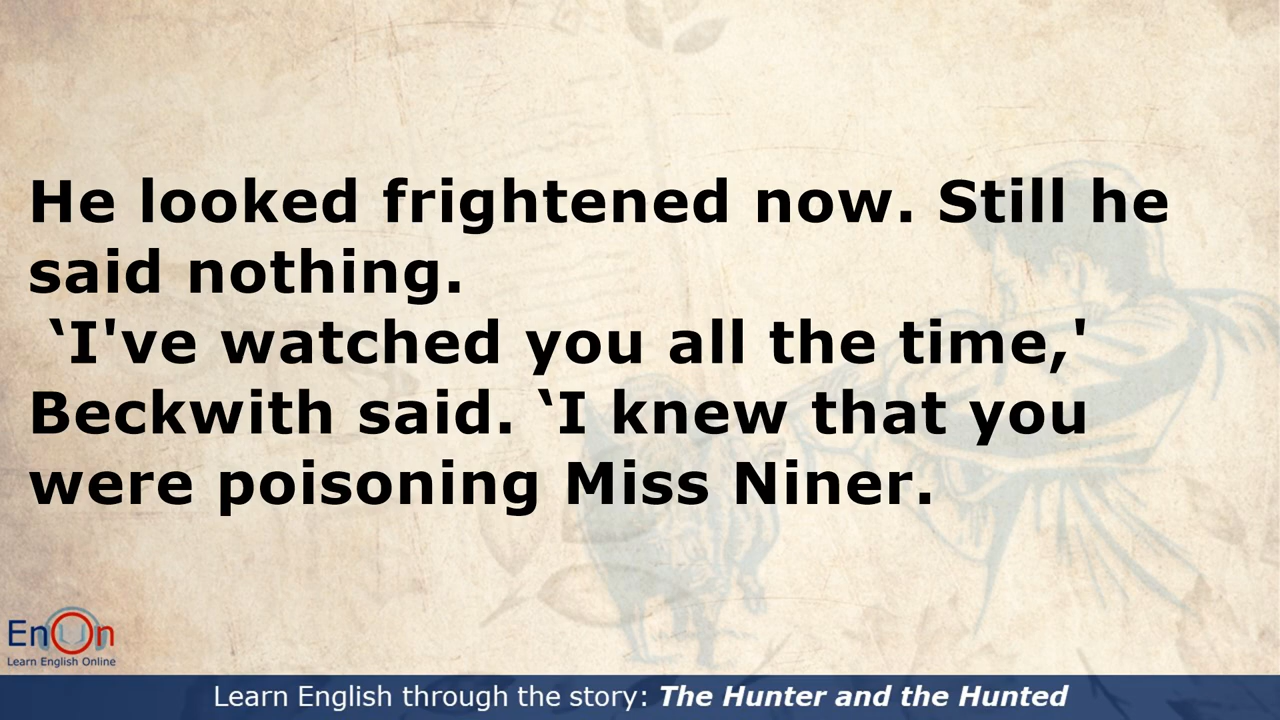 He looked frightened now. Still he
said nothing.
‘I've watched you all the time,'
Beckwith said. ‘I knew that you
were poisoning Miss Niner.
EnOn
Learn English Online
Learn English through the story: The Hunter and the Hunted